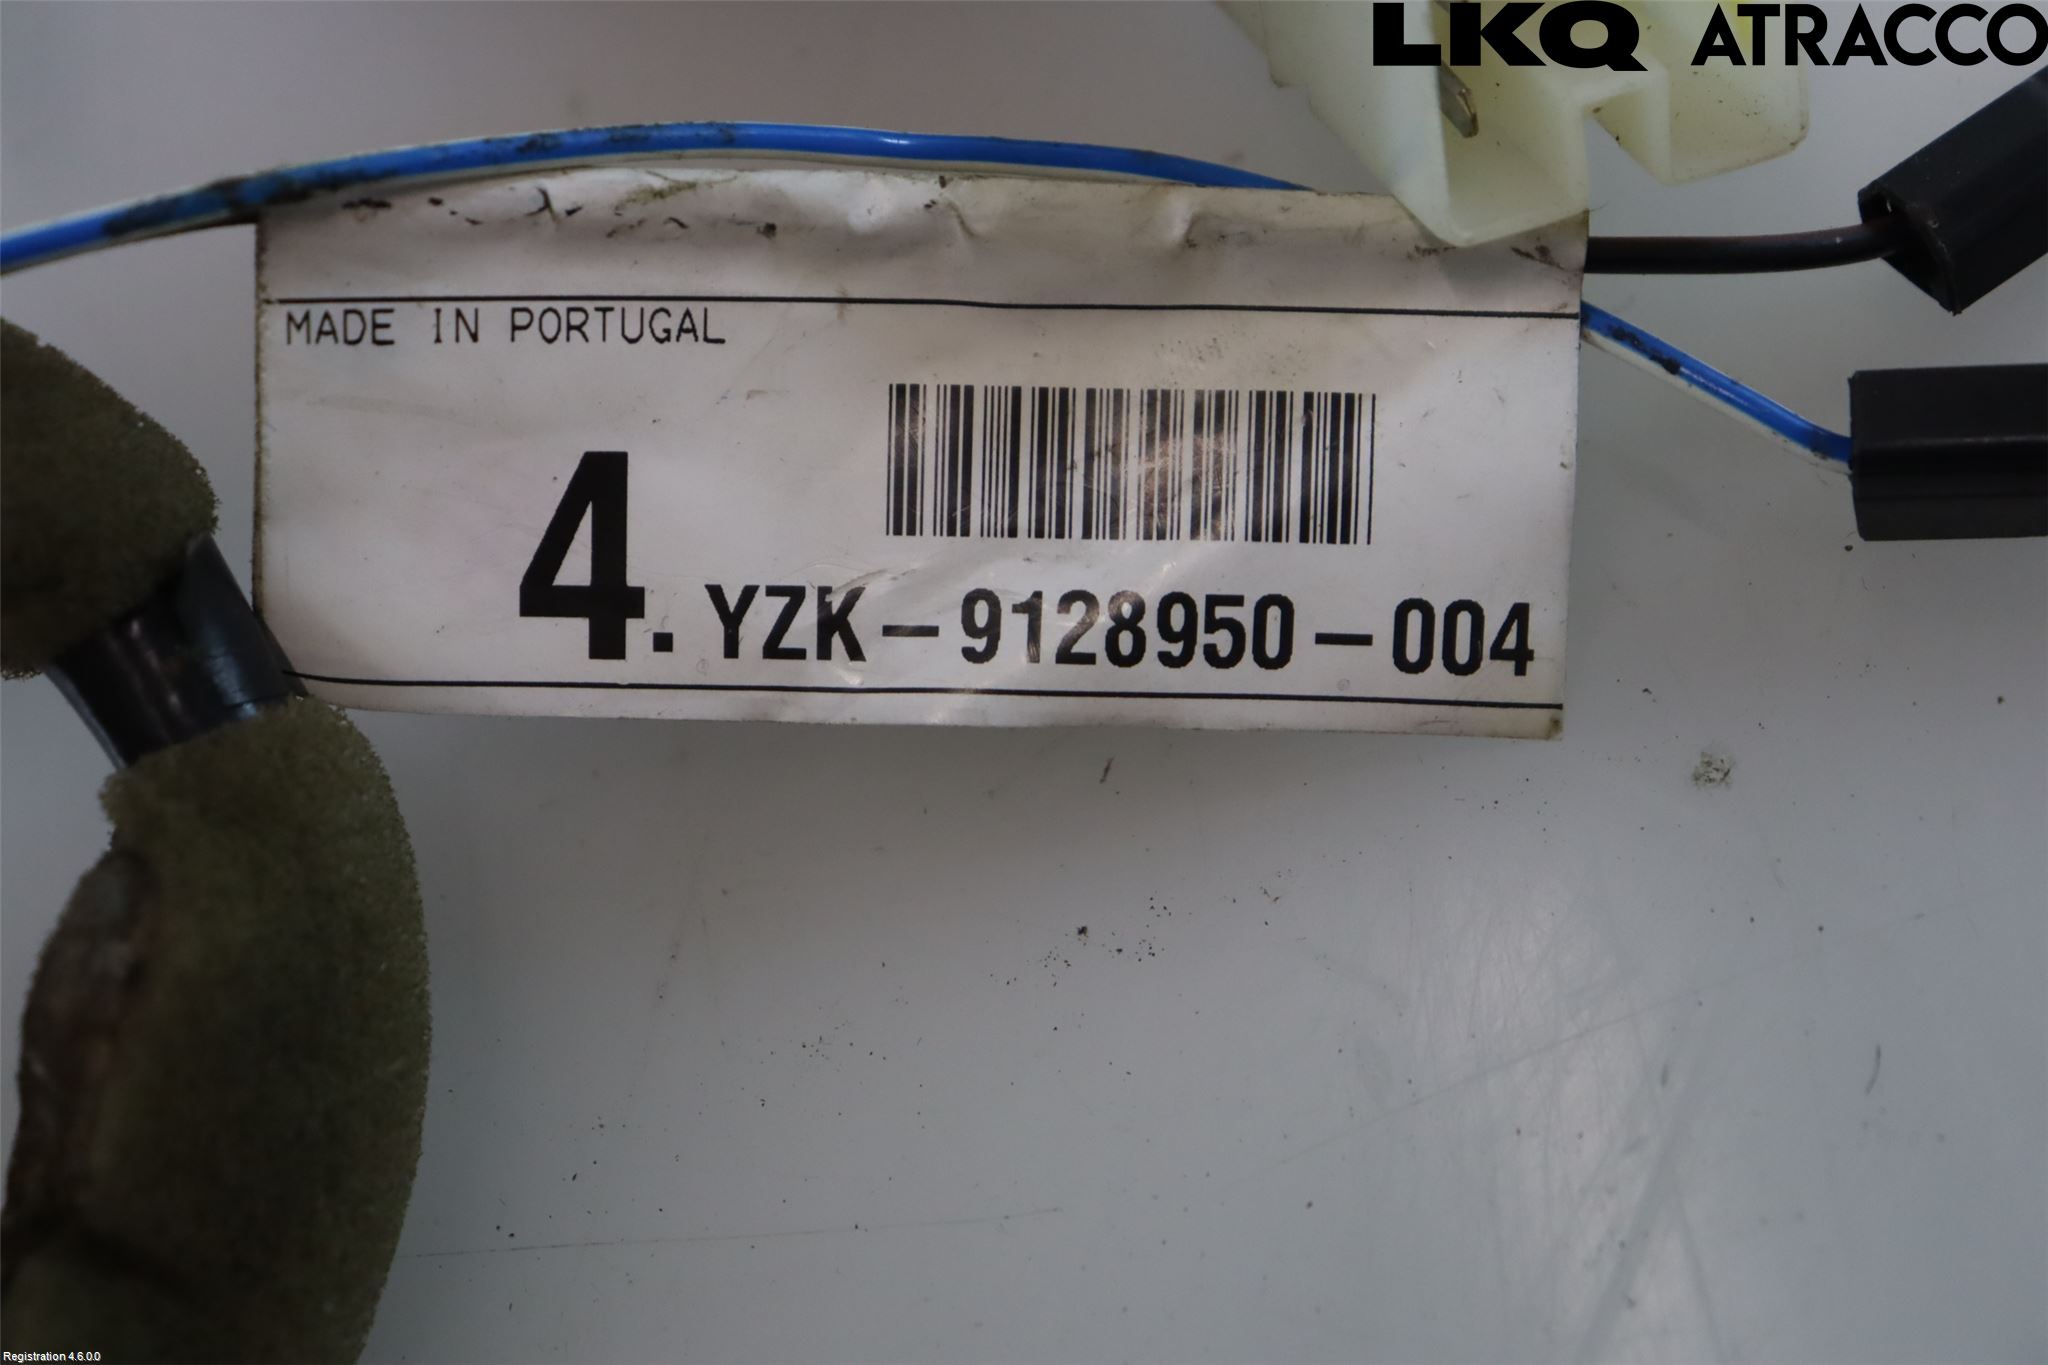 LKQ ATRACCO
MADE IN PORTUGAL
4. YZK-9128950-004
Registration 4.6.0.0